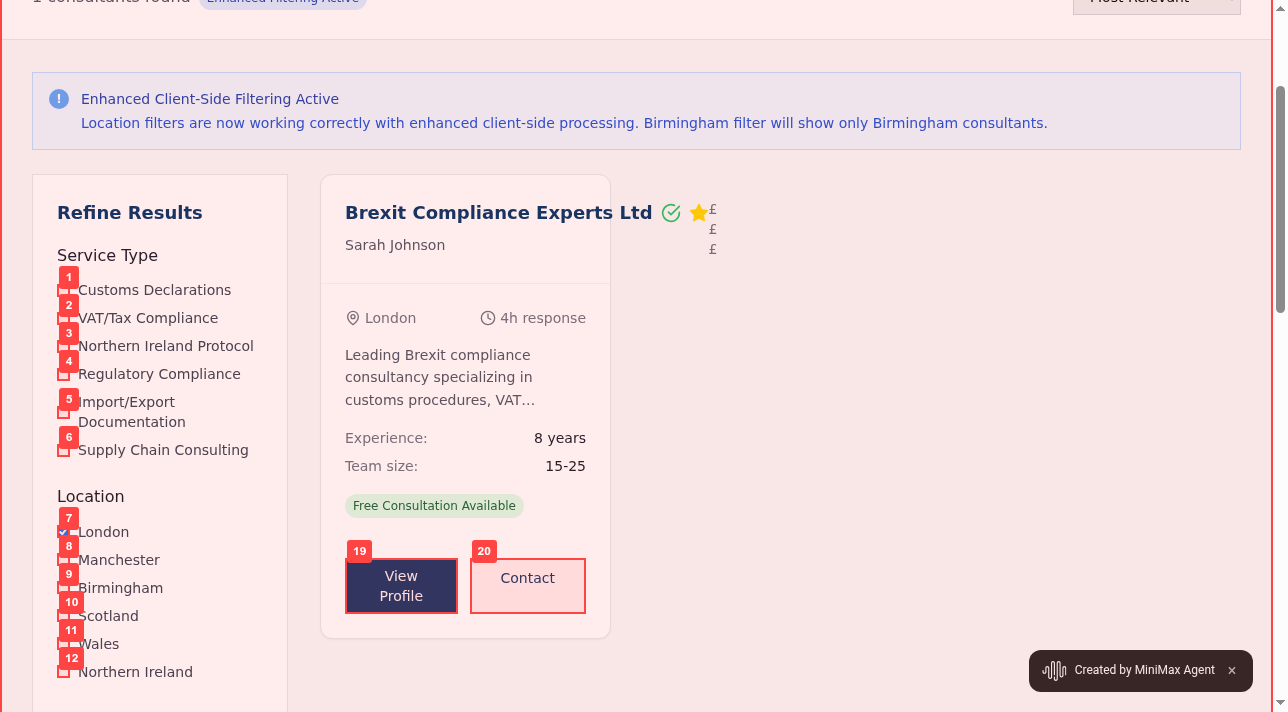 1 consultants found Enhanced Filtering Active
Most Relevant
! Enhanced Client-Side Filtering Active
Location filters are now working correctly with enhanced client-side processing. Birmingham filter will show only Birmingham consultants.
Refine Results
Service Type
1
Customs Declarations
2
VAT/Tax Compliance
3
Northern Ireland Protocol
4
Regulatory Compliance
5
Import/Export
Documentation
6
Supply Chain Consulting
Location
7
London
8
Manchester
9
Birmingham
10
Scotland
11
Wales
12
Northern Ireland
Brexit Compliance Experts Ltd
£
£
£
Sarah Johnson
London 4h response
Leading Brexit compliance
consultancy specializing in
customs procedures, VAT...
Experience: 8 years
Team size: 15-25
Free Consultation Available
19
View
Profile
20
Contact
Created by MiniMax Agent ×